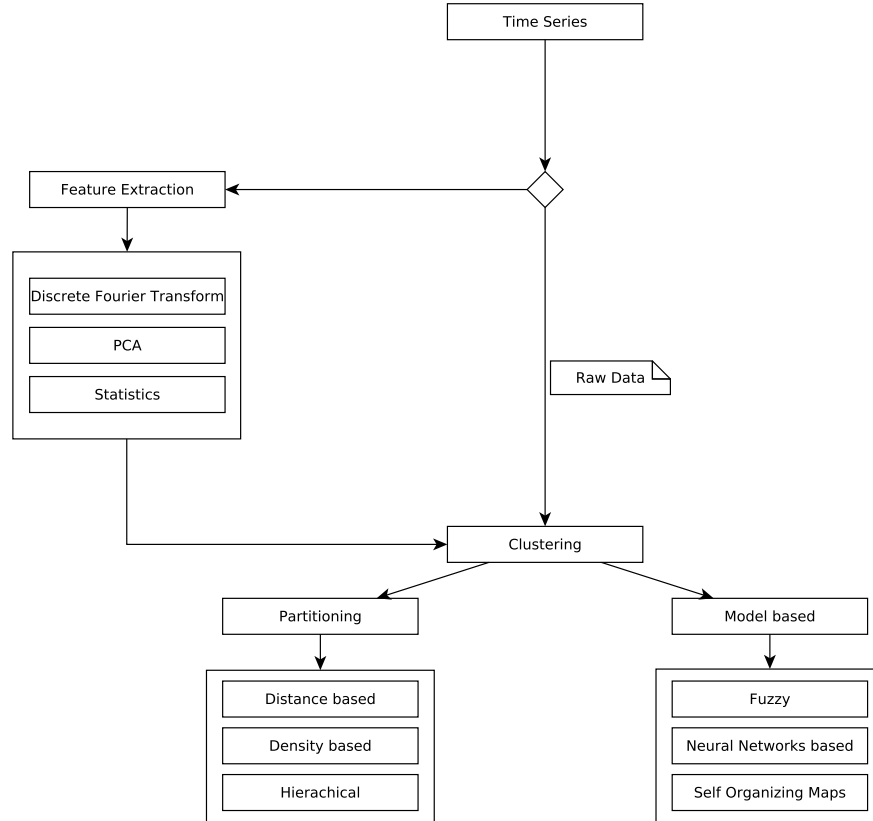 Time Series
Feature Extraction
Discrete Fourier Transform
PCA
Statistics
Raw Data
Clustering
Partitioning
Model based
Distance based
Density based
Hierachical
Fuzzy
Neural Networks based
Self Organizing Maps